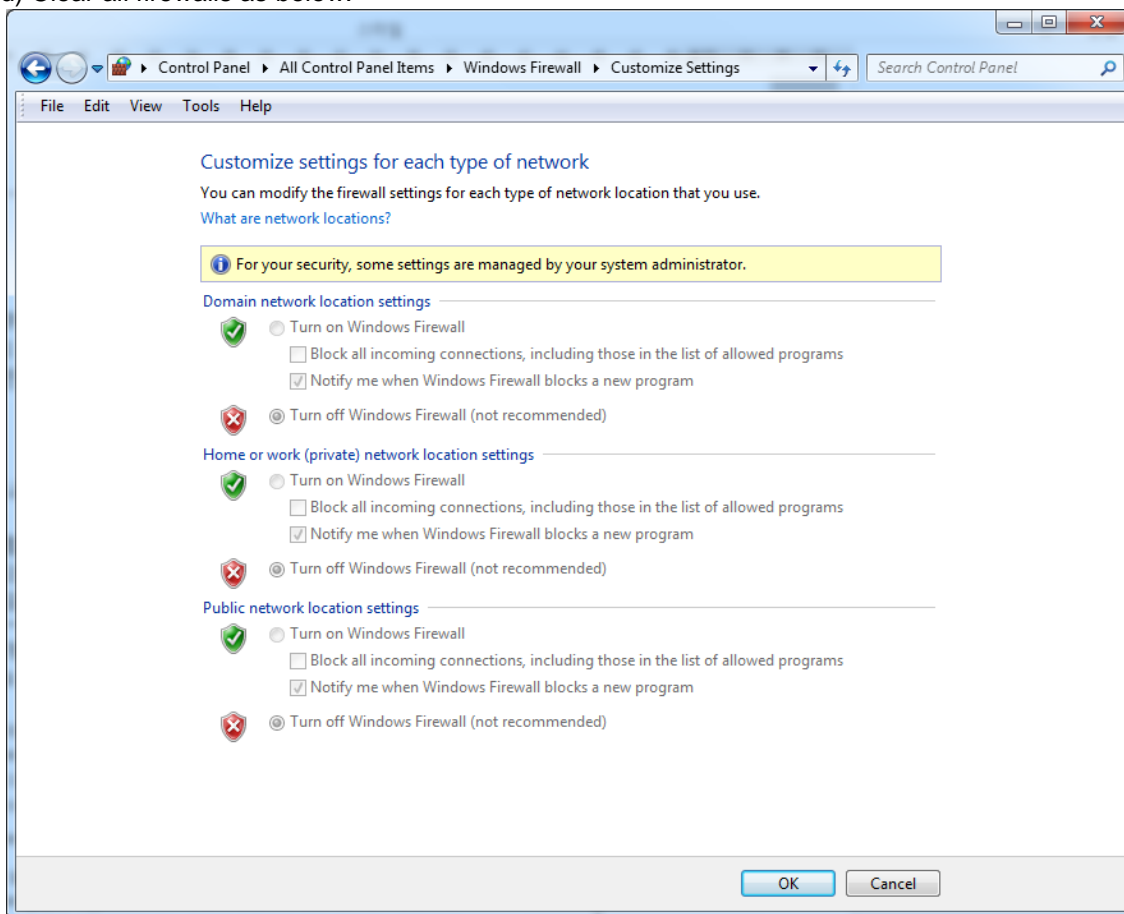 d) Clear all firewalls as below.
Control Panel ▸ All Control Panel Items ▸ Windows Firewall ▸ Customize Settings
Search Control Panel
File Edit View Tools Help
Customize settings for each type of network
You can modify the firewall settings for each type of network location that you use.
What are network locations?
For your security, some settings are managed by your system administrator.
Domain network location settings
Turn on Windows Firewall
Block all incoming connections, including those in the list of allowed programs
Notify me when Windows Firewall blocks a new program
Turn off Windows Firewall (not recommended)
Home or work (private) network location settings
Turn on Windows Firewall
Block all incoming connections, including those in the list of allowed programs
Notify me when Windows Firewall blocks a new program
Turn off Windows Firewall (not recommended)
Public network location settings
Turn on Windows Firewall
Block all incoming connections, including those in the list of allowed programs
Notify me when Windows Firewall blocks a new program
Turn off Windows Firewall (not recommended)
OK Cancel